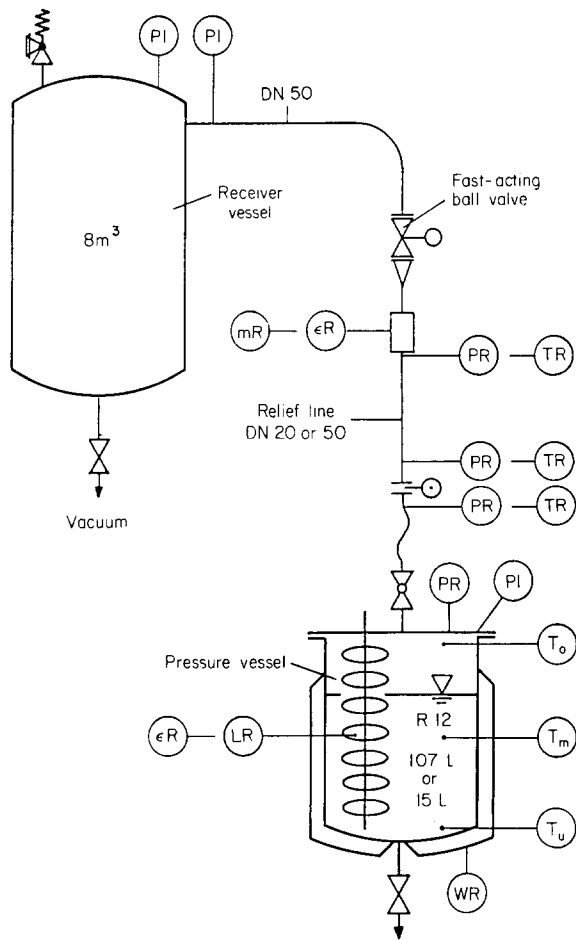 PI
PI
DN 50
Fast-acting
ball valve
Receiver
vessel
8m³
mR
ϵR
PR
TR
Relief line
DN 20 or 50
PR
TR
PR
TR
Vacuum
PR
PI
T₀
Pressure vessel
R 12
ϵR
LR
Tₘ
107 L
or
15 L
Tᵤ
WR